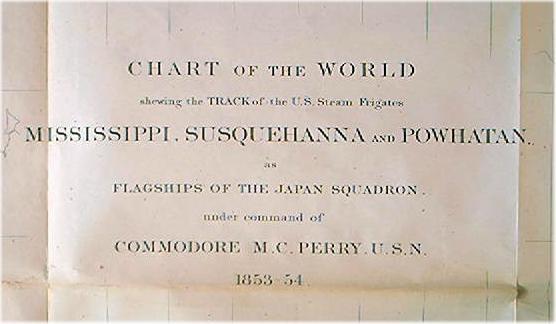 CHART OF THE WORLD
shewing the TRACK of the U.S. Steam Frigates
MISSISSIPPI, SUSQUEHANNA AND POWHATAN.
as
FLAGSHIPS OF THE JAPAN SQUADRON.
under command of
COMMODORE M.C. PERRY. U.S.N.
1853-54.